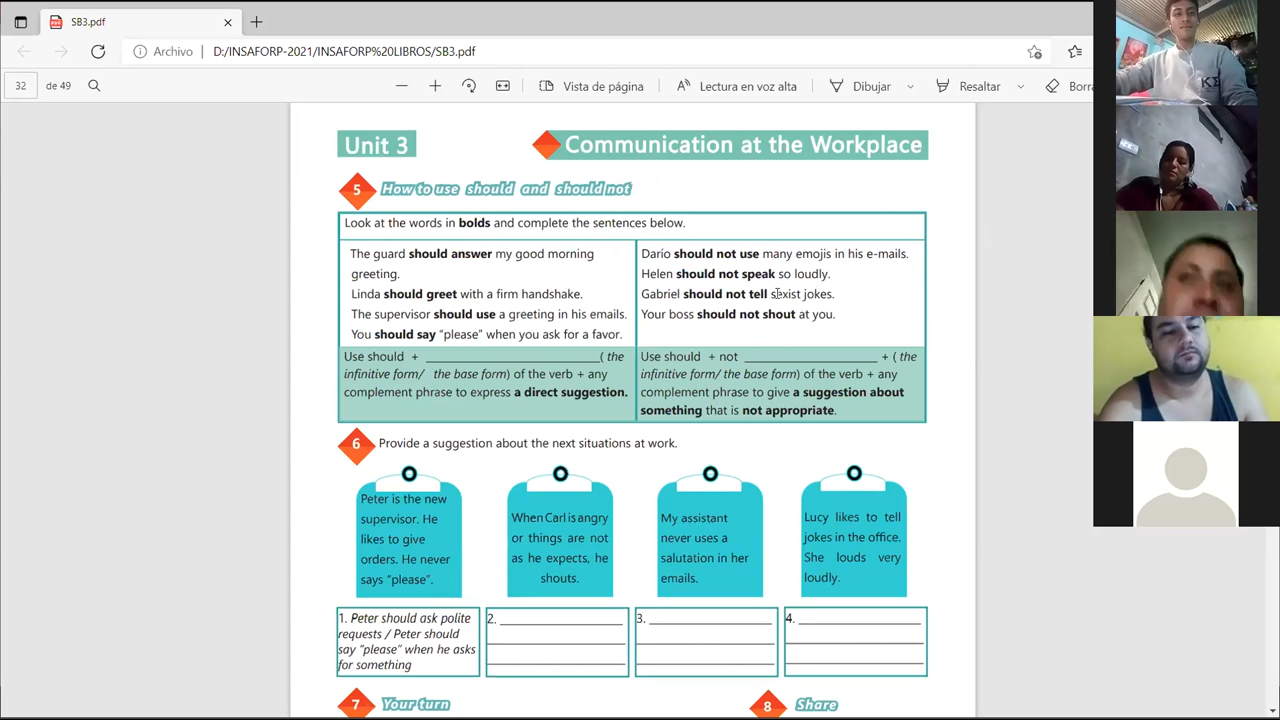 SB3.pdf
Archivo D:/INSAFORP-2021/INSAFORP%20LIBROS/SB3.pdf
32 de 49 Vista de página Lectura en voz alta Dibujar Resaltar Borra
Unit 3 Communication at the Workplace
5 How to use should and should not
Look at the words in bolds and complete the sentences below.
The guard should answer my good morning
greeting.
Linda should greet with a firm handshake.
The supervisor should use a greeting in his emails.
You should say “please” when you ask for a favor.
Darío should not use many emojis in his e-mails.
Helen should not speak so loudly.
Gabriel should not tell sexist jokes.
Your boss should not shout at you.
Use should + ____________________( the
infinitive form/ the base form) of the verb + any
complement phrase to express a direct suggestion.
Use should + not _______________ + ( the
infinitive form/ the base form) of the verb + any
complement phrase to give a suggestion about
something that is not appropriate.
6 Provide a suggestion about the next situations at work.
Peter is the new
supervisor. He
likes to give
orders. He never
says “please”.
When Carl is angry
or things are not
as he expects, he
shouts.
My assistant
never uses a
salutation in her
emails.
Lucy likes to tell
jokes in the office.
She louds very
loudly.
1. Peter should ask polite
requests / Peter should
say “please” when he asks
for something
2. ______________
3. ______________
4. ______________
7 Your turn
8 Share
ΚΣ